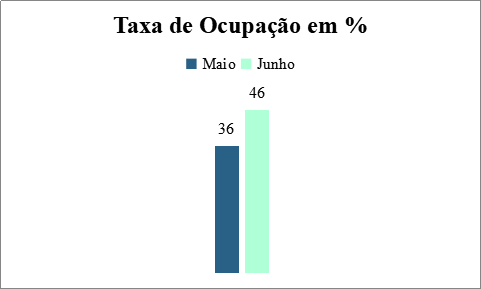 Taxa de Ocupação em %
Maio Junho
46
36